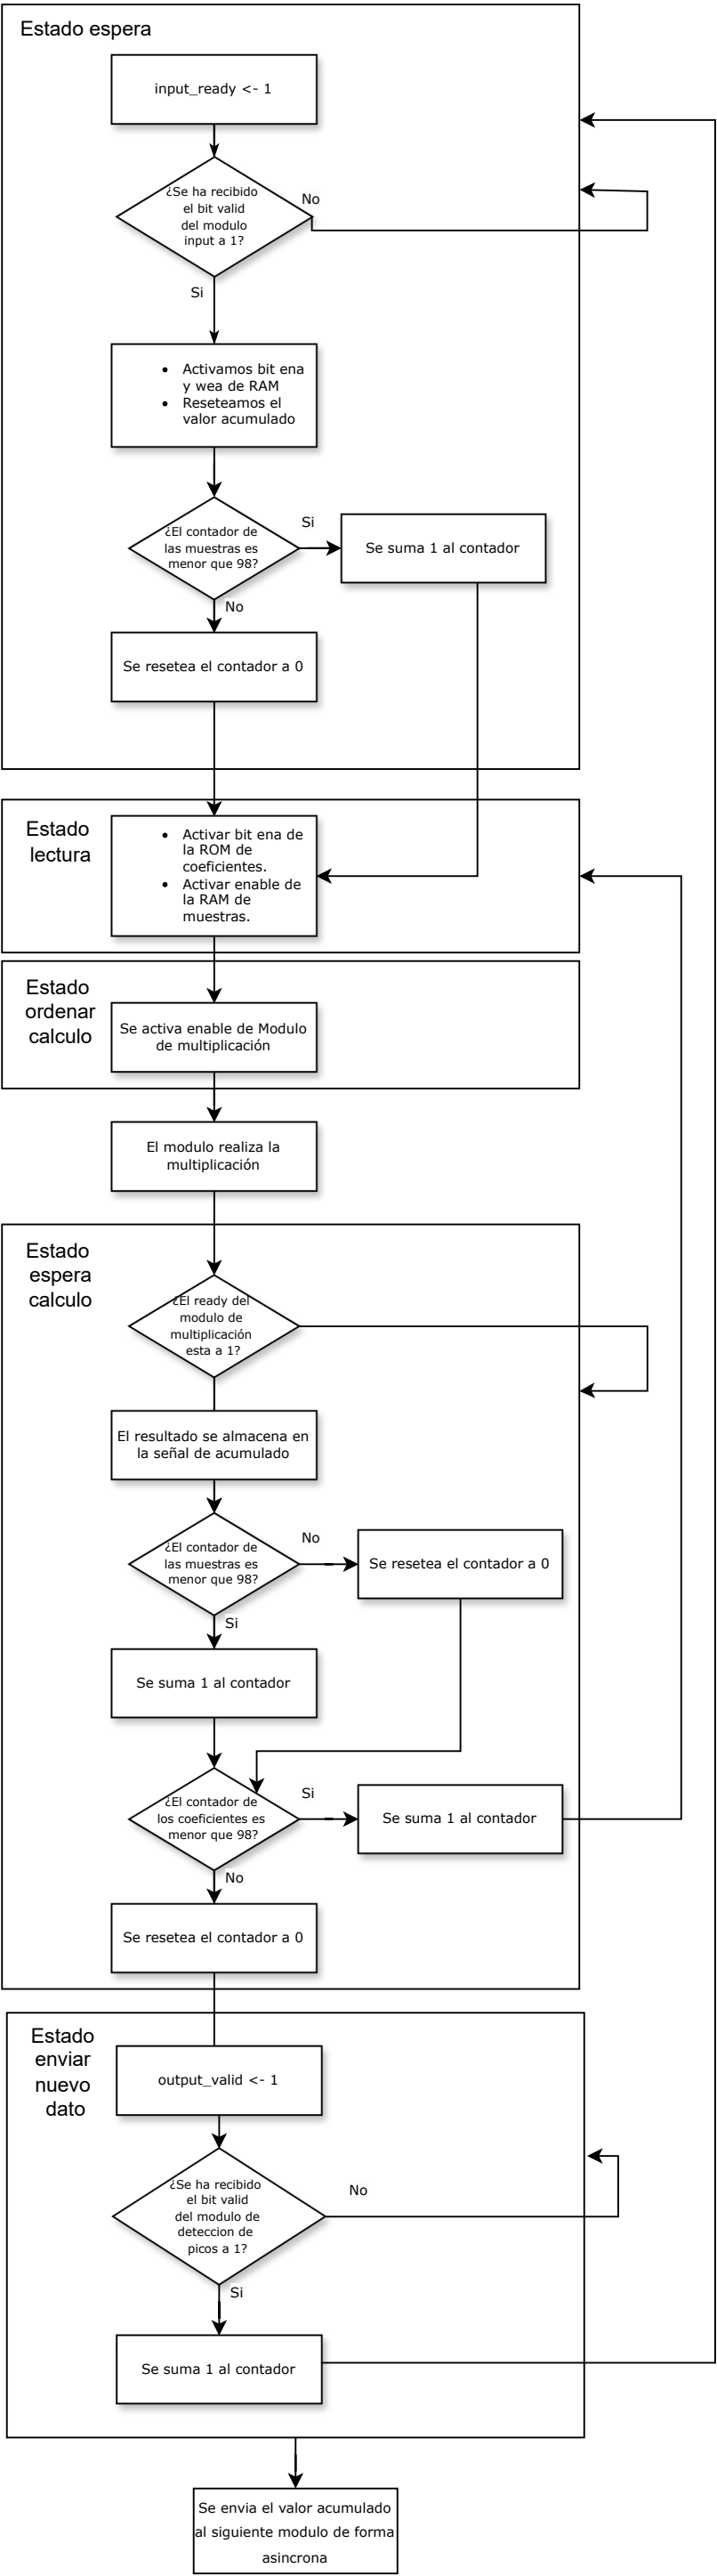 Estado espera
input_ready <- 1
¿Se ha recibido
el bit valid
del modulo
input a 1?
No
Si
• Activamos bit ena
y wea de RAM
• Reseteamos el
valor acumulado
¿El contador de
las muestras es
menor que 98?
Si
Se suma 1 al contador
No
Se resetea el contador a 0
Estado
lectura
• Activar bit ena de
la ROM de
coeficientes.
• Activar enable de
la RAM de
muestras.
Estado
ordenar
calculo
Se activa enable de Modulo
de multiplicación
El modulo realiza la
multiplicación
Estado
espera
calculo
¿El ready del
modulo de
multiplicación
esta a 1?
El resultado se almacena en
la señal de acumulado
¿El contador de
las muestras es
menor que 98?
No
Se resetea el contador a 0
Si
Se suma 1 al contador
¿El contador de
los coeficientes es
menor que 98?
Si
Se suma 1 al contador
No
Se resetea el contador a 0
Estado
enviar
nuevo
dato
output_valid <- 1
¿Se ha recibido
el bit valid
del modulo de
deteccion de
picos a 1?
No
Si
Se suma 1 al contador
Se envia el valor acumulado
al siguiente modulo de forma
asincrona